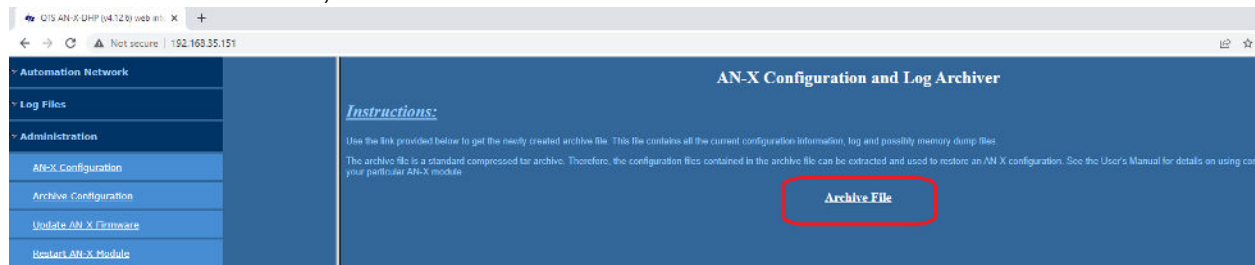 QTS AN-X-DHP (v4.12 b) web int
Not secure | 192.168.35.151
Automation Network
AN-X Configuration and Log Archiver
Log Files
Instructions:
Administration
Use the link provided below to get the newly created archive file. This file contains all the current configuration information, log and possibly memory dump files.
The archive file is a standard compressed tar archive. Therefore, the configuration files contained in the archive file can be extracted and used to restore an AN X configuration. See the User's Manual for details on using con
your particular AN-X module
AN-X Configuration
Archive Configuration
Archive File
Update AN X Firmware
Restart AN-X Module